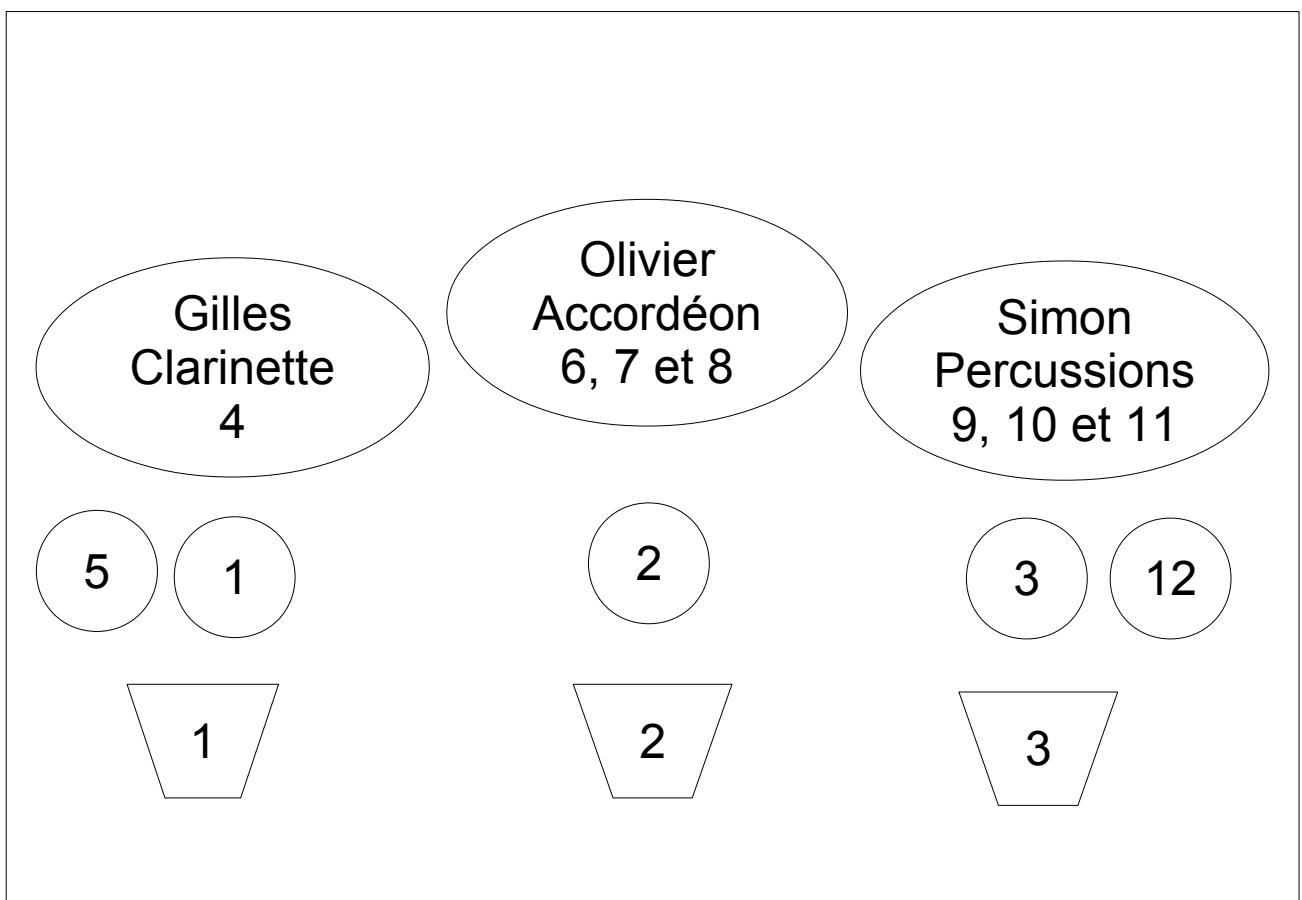 Gilles
Clarinette
4
Olivier
Accordéon
6, 7 et 8
Simon
Percussions
9, 10 et 11
5
1
2
3
12
1
2
3